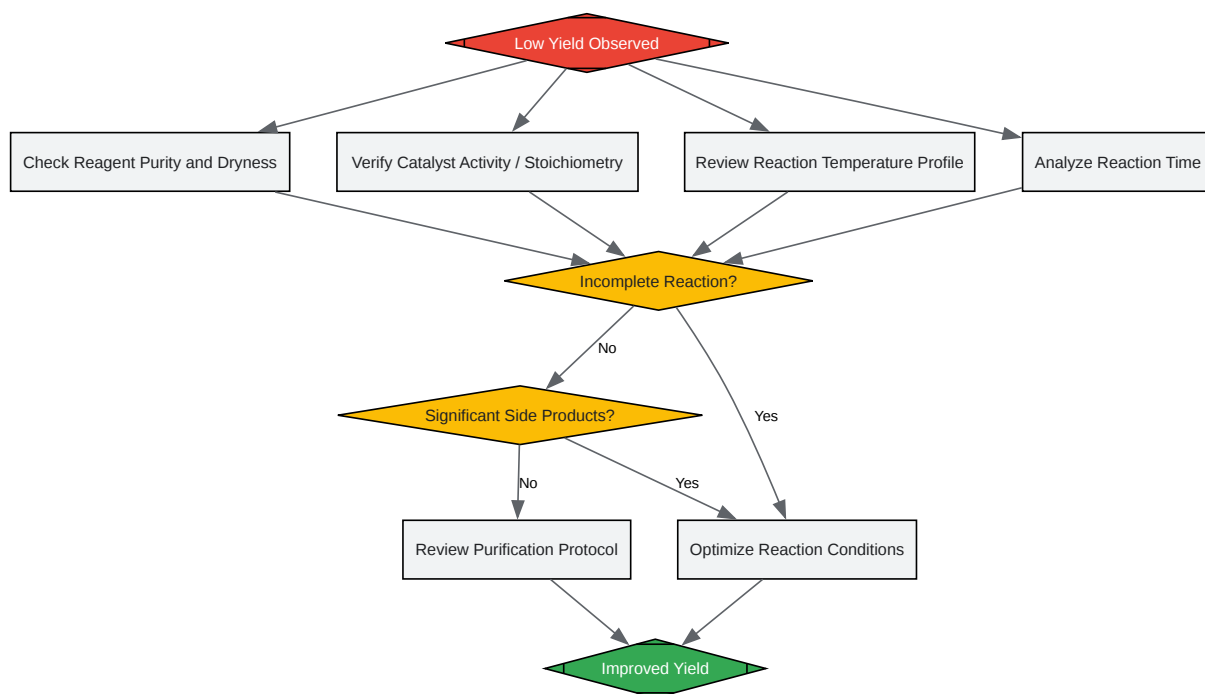 Low Yield Observed
Check Reagent Purity and Dryness
Verify Catalyst Activity / Stoichiometry
Review Reaction Temperature Profile
Analyze Reaction Time
Incomplete Reaction?
No
Significant Side Products?
Yes
No
Yes
Review Purification Protocol
Optimize Reaction Conditions
Improved Yield